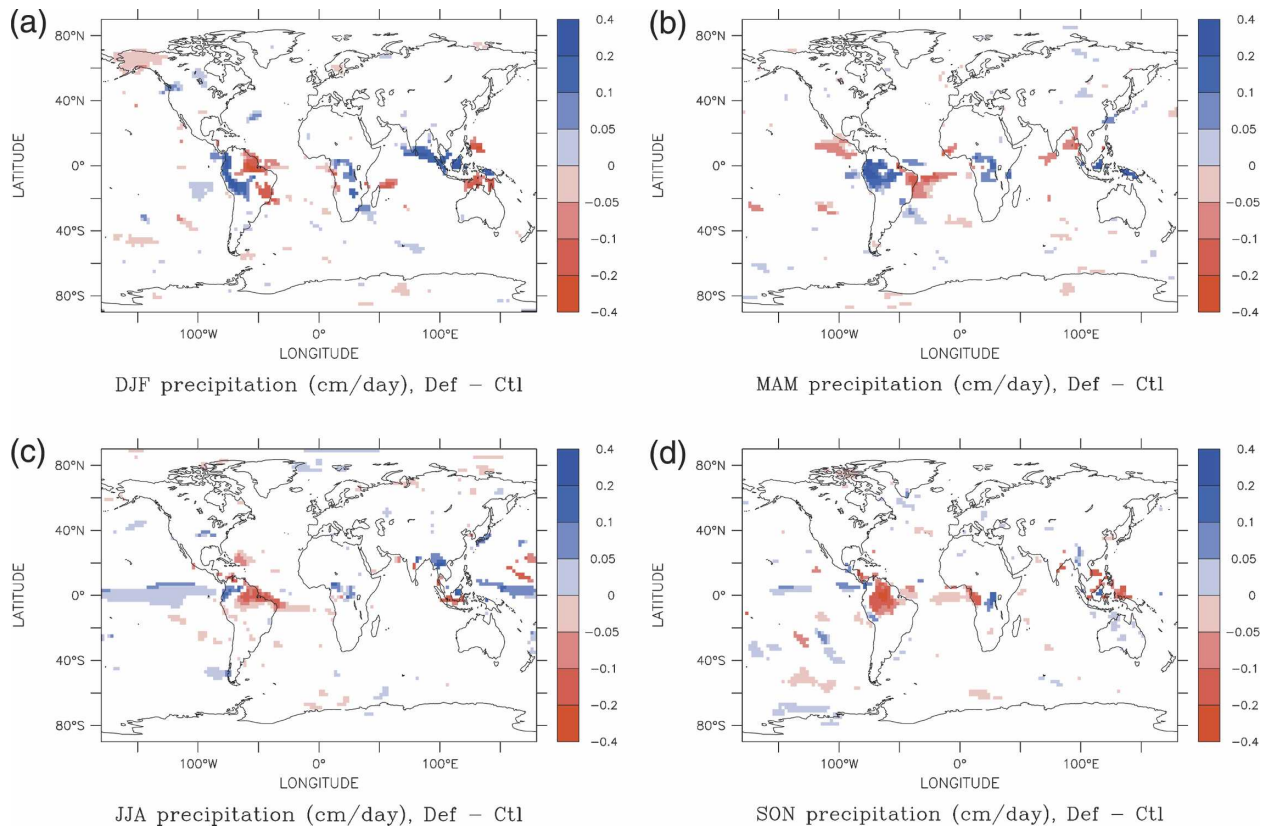 (a)
80°N
40°N
0°
40°S
80°S
LATITUDE
100°W 0° 100°E
LONGITUDE
0.4
0.2
0.1
0.05
0
−0.05
−0.1
−0.2
−0.4
DJF precipitation (cm/day), Def − Ctl
(b)
80°N
40°N
0°
40°S
80°S
LATITUDE
100°W 0° 100°E
LONGITUDE
0.4
0.2
0.1
0.05
0
−0.05
−0.1
−0.2
−0.4
MAM precipitation (cm/day), Def − Ctl
(c)
80°N
40°N
0°
40°S
80°S
LATITUDE
100°W 0° 100°E
LONGITUDE
0.4
0.2
0.1
0.05
0
−0.05
−0.1
−0.2
−0.4
JJA precipitation (cm/day), Def − Ctl
(d)
80°N
40°N
0°
40°S
80°S
LATITUDE
100°W 0° 100°E
LONGITUDE
0.4
0.2
0.1
0.05
0
−0.05
−0.1
−0.2
−0.4
SON precipitation (cm/day), Def − Ctl